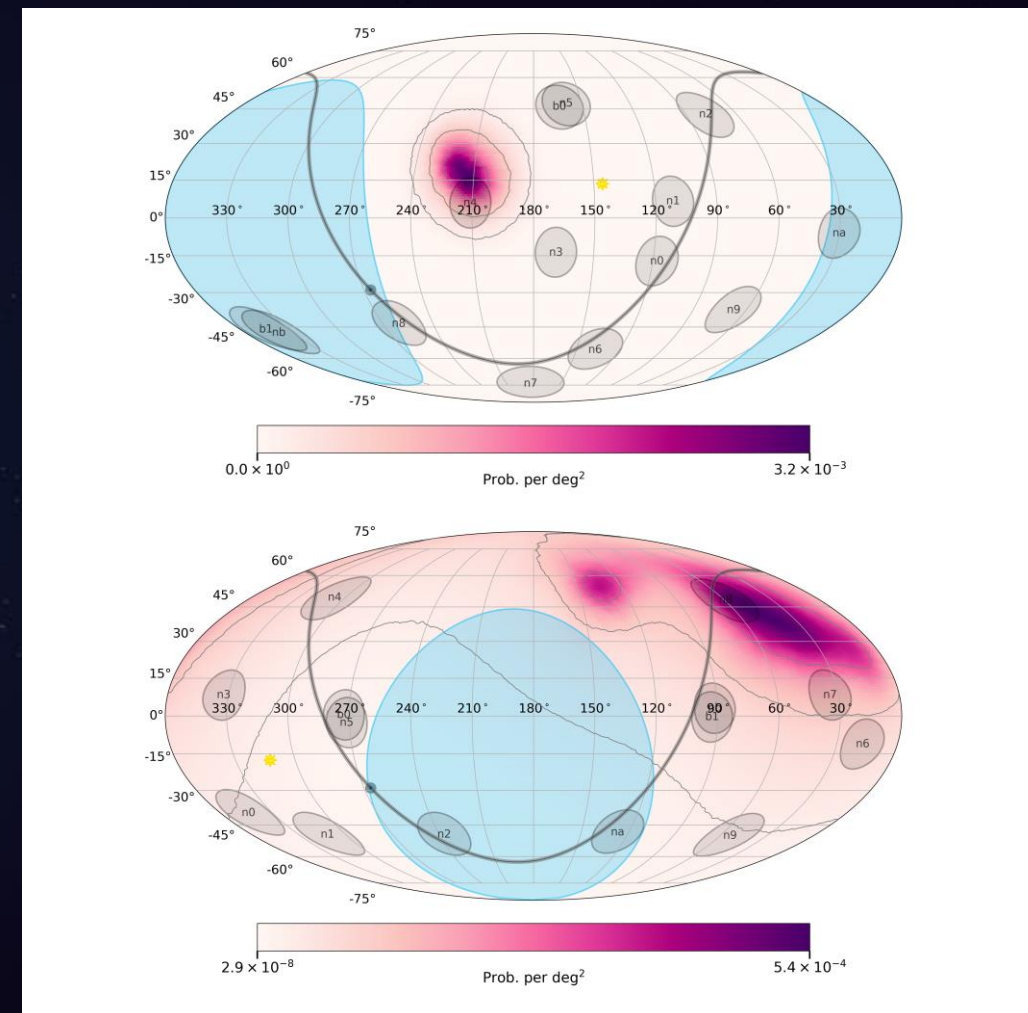 75°
60°
45°
30°
15°
0°
-15°
-30°
-45°
-60°
-75°
b0 n5
n2
n4
n1
330° 300° 270° 240° 210° 180° 150° 120° 90° 60° 30°
na
n3
n0
n9
n8
b1 nb
n6
n7
0.0 × 10⁰ 3.2 × 10⁻³
Prob. per deg²
75°
60°
45°
30°
15°
0°
-15°
-30°
-45°
-60°
-75°
n4
n3
n7
330° 300° 270° 240° 210° 180° 150° 120° 90° 60° 30°
b0
b1
n5
n6
n0
n1
n2
na
n9
2.9 × 10⁻⁸ 5.4 × 10⁻⁴
Prob. per deg²